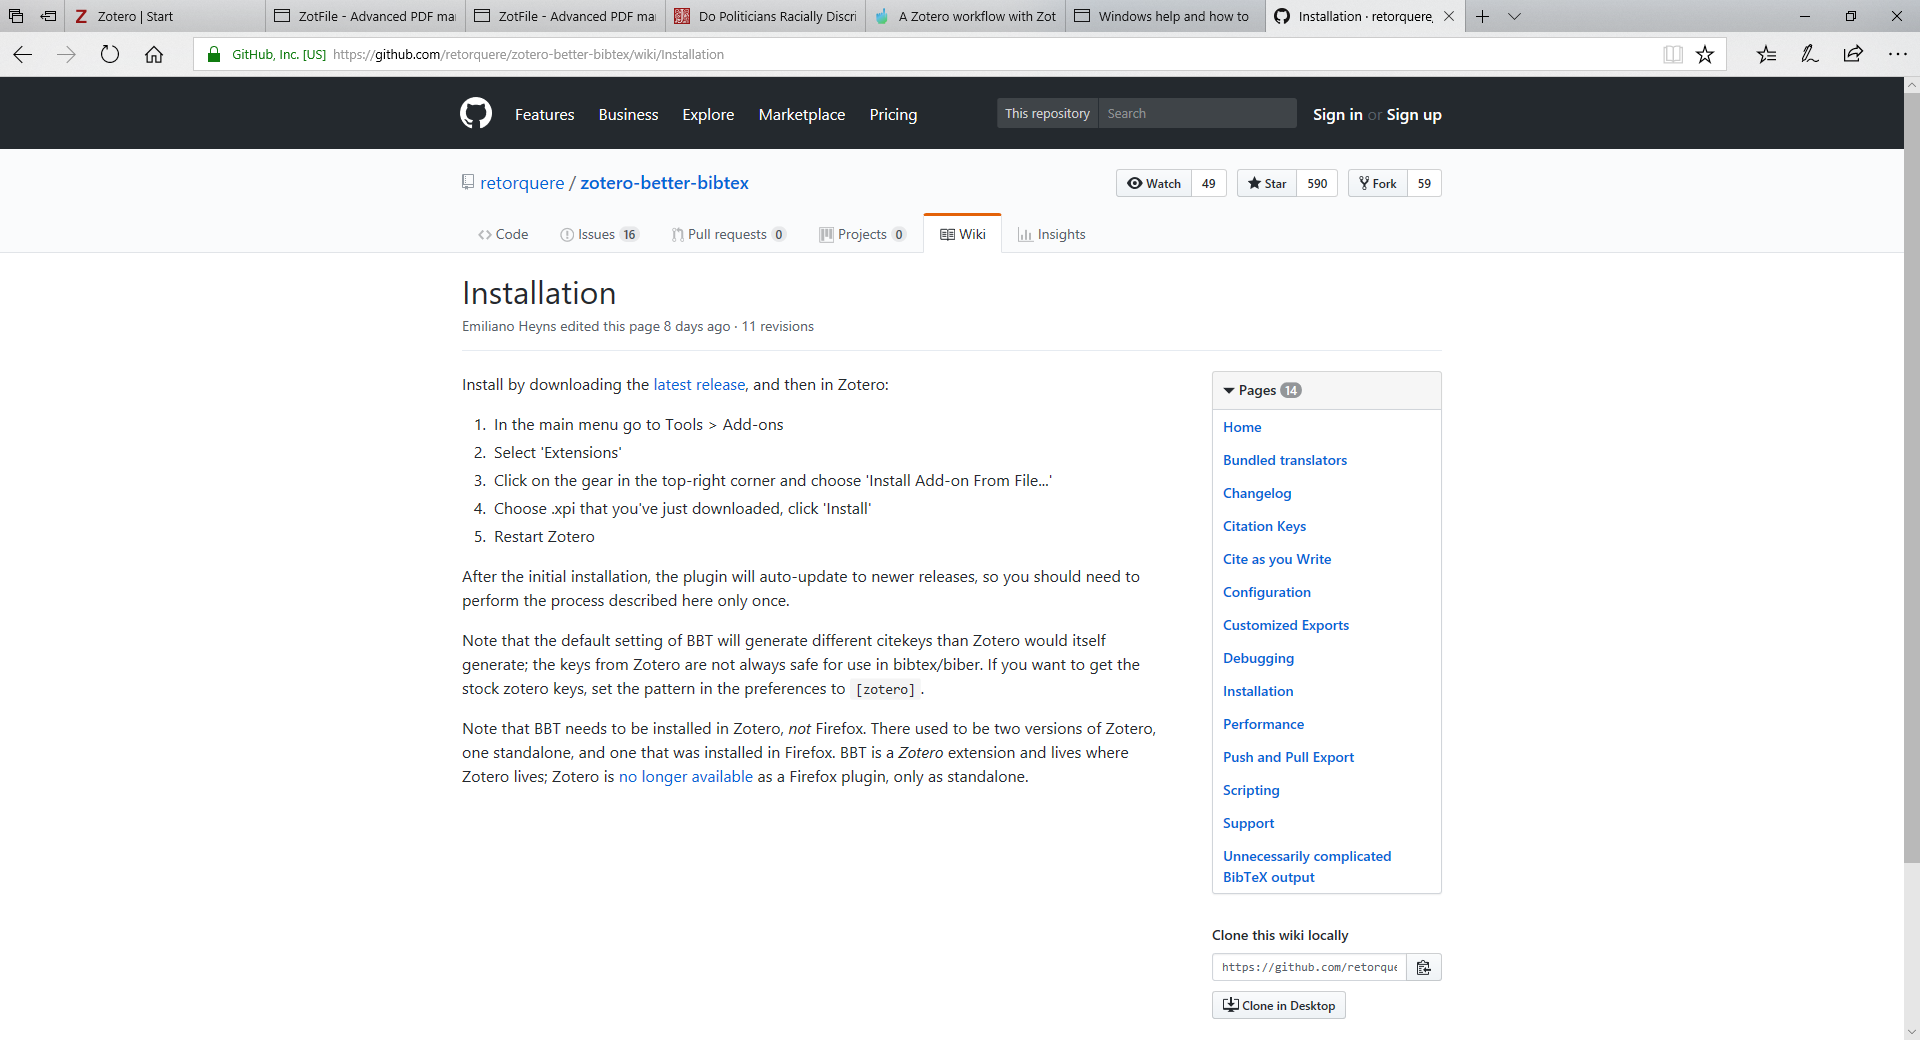 Zotero | Start
ZotFile - Advanced PDF ma
ZotFile - Advanced PDF ma
Do Politicians Racially Discri
A Zotero workflow with Zot
Windows help and how to
Installation · retorquere,
GitHub, Inc. [US] https://github.com/retorquere/zotero-better-bibtex/wiki/Installation
Features Business Explore Marketplace Pricing This repository Search Sign in or Sign up
retorquere / zotero-better-bibtex Watch 49 Star 590 Fork 59
Code Issues 16 Pull requests 0 Projects 0 Wiki Insights
Installation
Emiliano Heyns edited this page 8 days ago · 11 revisions
Install by downloading the latest release, and then in Zotero:
1. In the main menu go to Tools > Add-ons
2. Select 'Extensions'
3. Click on the gear in the top-right corner and choose 'Install Add-on From File...'
4. Choose .xpi that you've just downloaded, click 'Install'
5. Restart Zotero
After the initial installation, the plugin will auto-update to newer releases, so you should need to
perform the process described here only once.
Note that the default setting of BBT will generate different citekeys than Zotero would itself
generate; the keys from Zotero are not always safe for use in bibtex/biber. If you want to get the
stock zotero keys, set the pattern in the preferences to [zotero].
Note that BBT needs to be installed in Zotero, not Firefox. There used to be two versions of Zotero,
one standalone, and one that was installed in Firefox. BBT is a Zotero extension and lives where
Zotero lives; Zotero is no longer available as a Firefox plugin, only as standalone.
Pages 14
Home
Bundled translators
Changelog
Citation Keys
Cite as you Write
Configuration
Customized Exports
Debugging
Installation
Performance
Push and Pull Export
Scripting
Support
Unnecessarily complicated
BibTeX output
Clone this wiki locally
https://github.com/retorque
Clone in Desktop